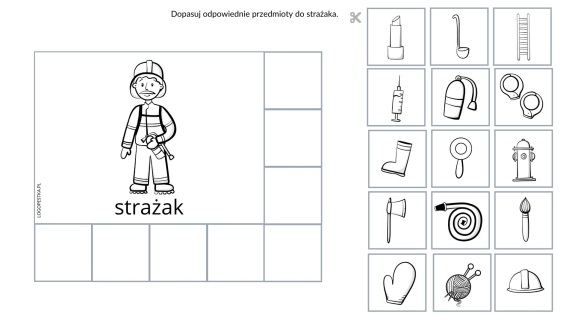 Dopasuj odpowiednie przedmioty do strażaka.
strażak
LOGOPESTKA.PL